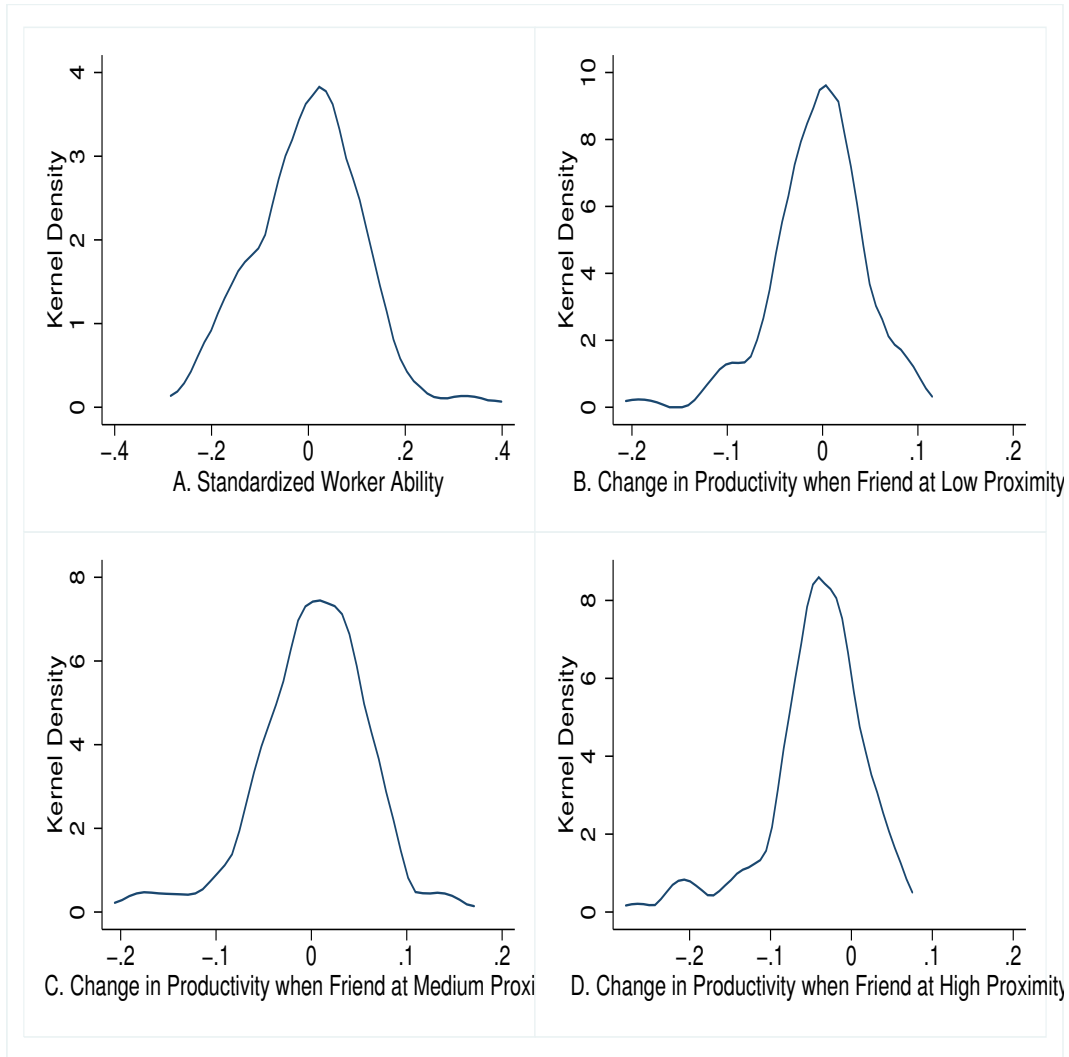 Kernel Density
0 1 2 3 4
−.4 −.2 0 .2 .4
A. Standardized Worker Ability
Kernel Density
0 2 4 6 8 10
−.2 −.1 0 .1 .2
B. Change in Productivity when Friend at Low Proximity
Kernel Density
0 2 4 6 8
−.2 −.1 0 .1 .2
C. Change in Productivity when Friend at Medium Proxi
Kernel Density
0 2 4 6 8
−.2 −.1 0 .1 .2
D. Change in Productivity when Friend at High Proximity